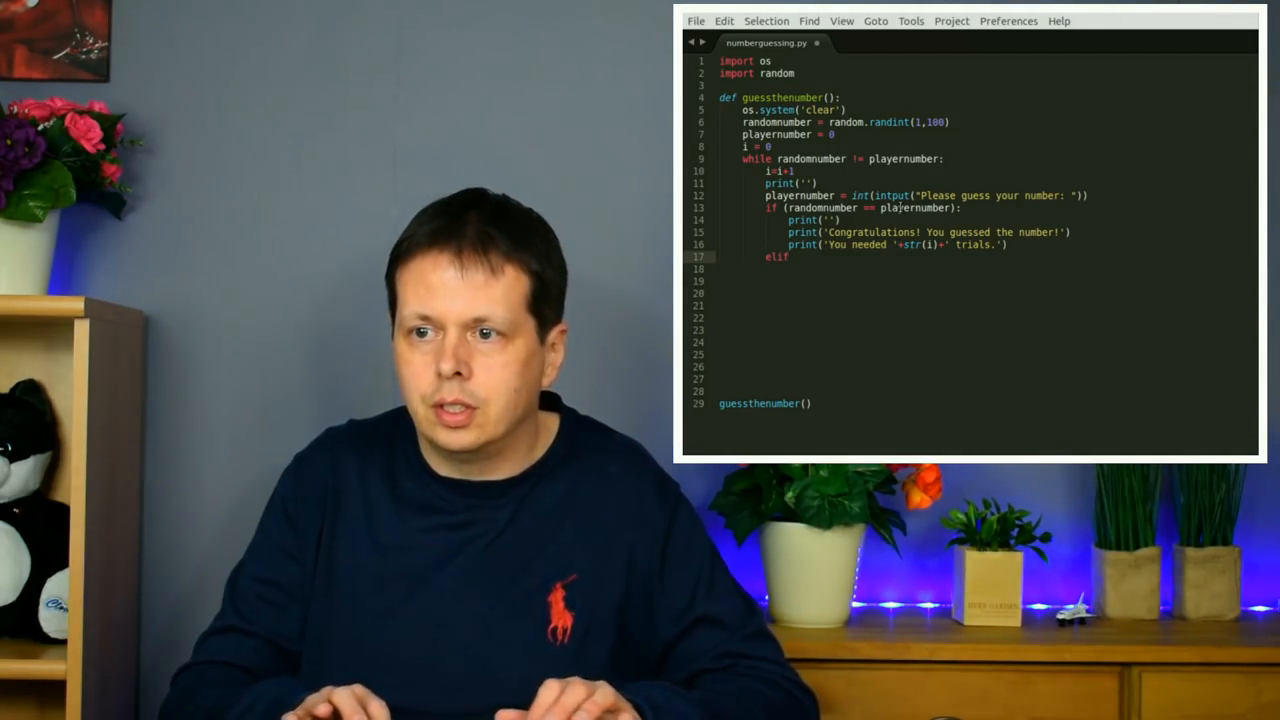 File Edit Selection Find View Goto Tools Project Preferences Help
numberguessing.py
1 import os
2 import random
3
4 def guessthenumber():
5 os.system('clear')
6 randomnumber = random.randint(1,100)
7 playernumber = 0
8 i = 0
9 while randomnumber != playernumber:
10 i=i+1
11 print('')
12 playernumber = int(intput("Please guess your number: "))
13 if (randomnumber == playernumber):
14 print('')
15 print('Congratulations! You guessed the number!')
16 print('You needed '+str(i)+' trials.')
17 elif
18
19
20
21
22
23
24
25
26
27
28
29 guessthenumber()
HERB GARDEN